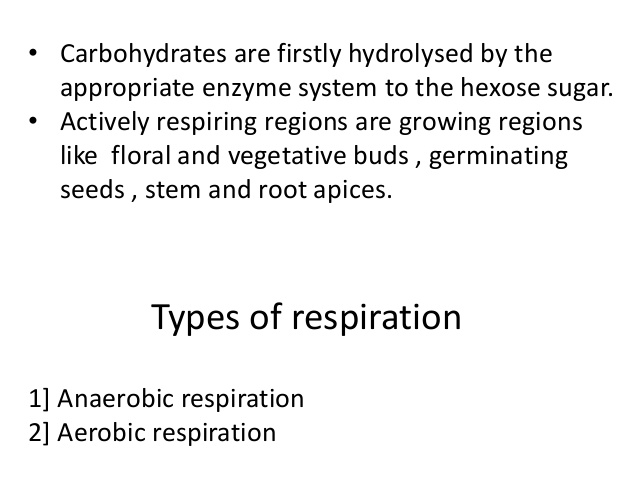 • Carbohydrates are firstly hydrolysed by the
appropriate enzyme system to the hexose sugar.
• Actively respiring regions are growing regions
like  floral and vegetative buds , germinating
seeds , stem and root apices.
Types of respiration
1] Anaerobic respiration
2] Aerobic respiration